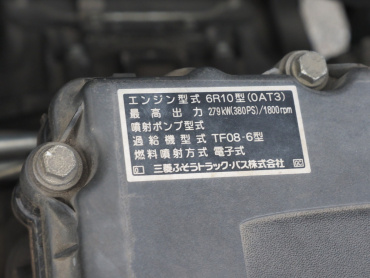 エンジン型式 6R10型(0AT3)
最高出力 279kW(380PS)/1800rpm
噴射ポンプ型式
過給機型式 TF08-6型
燃料噴射方式 電子式
三菱ふそうトラック・バス株式会社